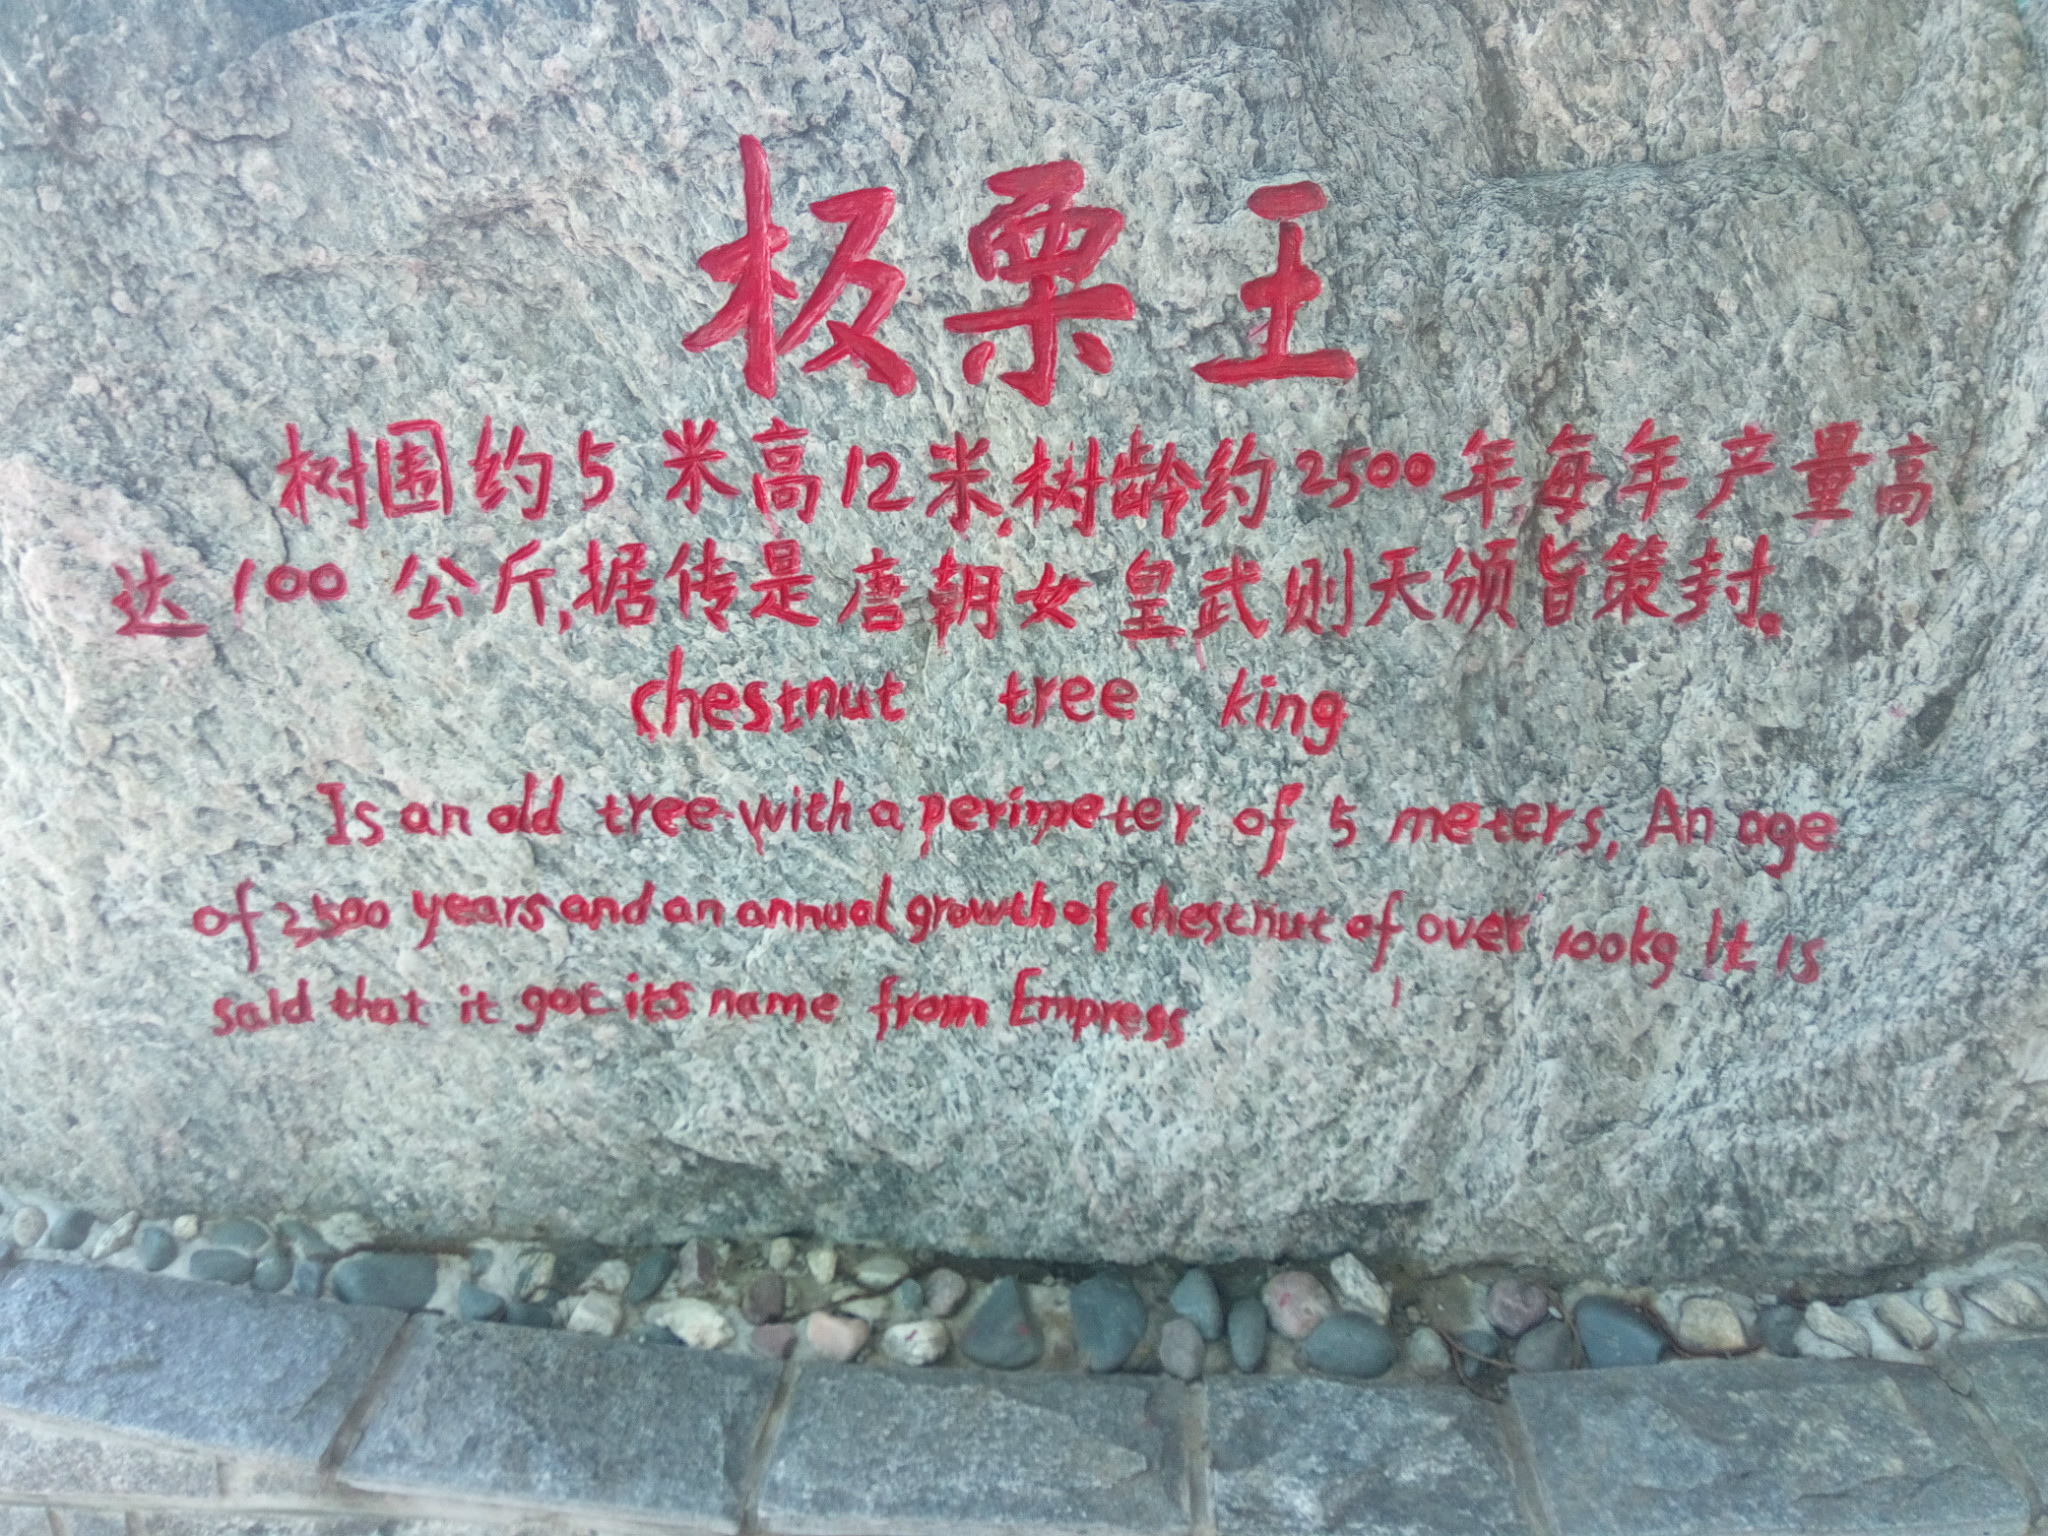 板栗王
树围约5米高12米,树龄约2500年,每年产量高
达100公斤,据传是唐朝女皇武则天颁旨策封。
chestnut tree king
Is an old tree with a perimeter of 5 meters, An age
of 2500 years and an annual growth of chestnut of over 100kg It is
said that it got its name from Empress